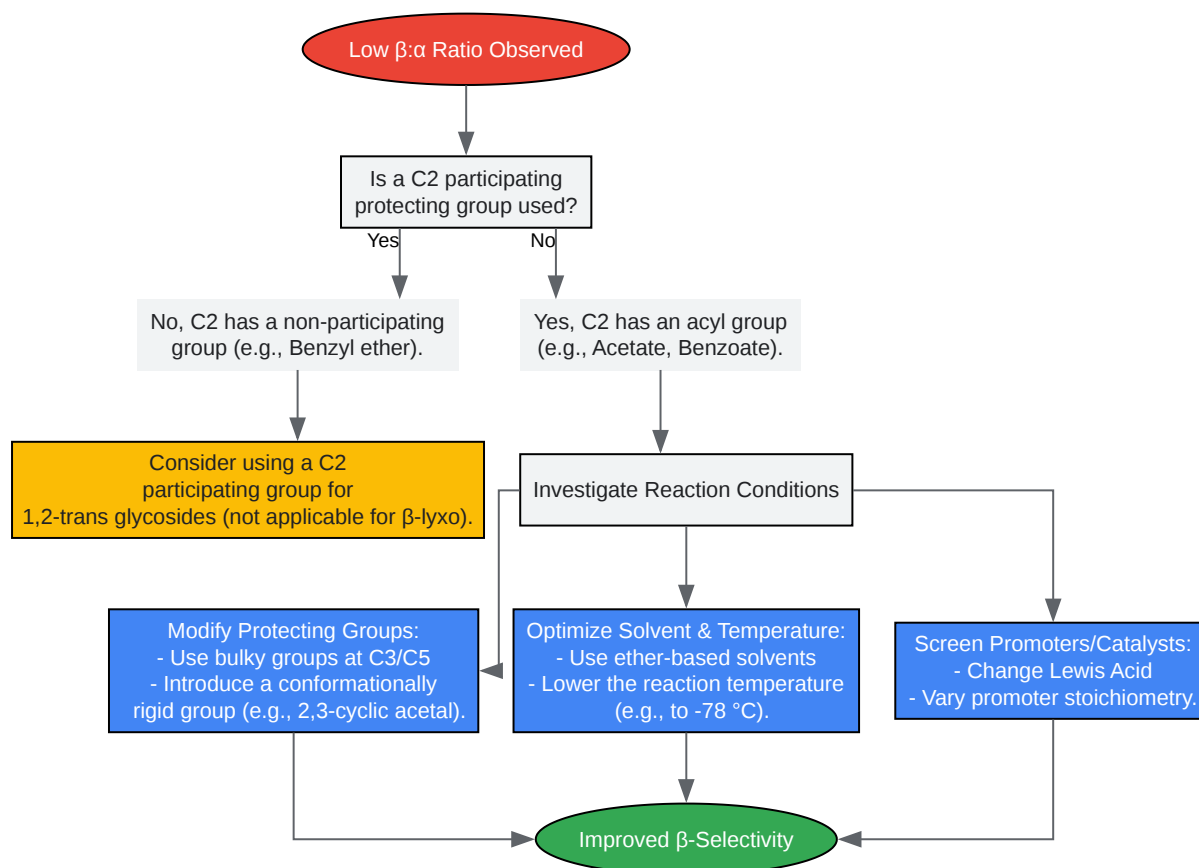 Low β:α Ratio Observed
Is a C2 participating
protecting group used?
Yes
No
No, C2 has a non-participating
group (e.g., Benzyl ether).
Yes, C2 has an acyl group
(e.g., Acetate, Benzoate).
Consider using a C2
participating group for
1,2-trans glycosides (not applicable for β-lyxo).
Investigate Reaction Conditions
Modify Protecting Groups:
- Use bulky groups at C3/C5
- Introduce a conformationally
rigid group (e.g., 2,3-cyclic acetal).
Optimize Solvent & Temperature:
- Use ether-based solvents
- Lower the reaction temperature
(e.g., to -78 °C).
Screen Promoters/Catalysts:
- Change Lewis Acid
- Vary promoter stoichiometry.
Improved β-Selectivity